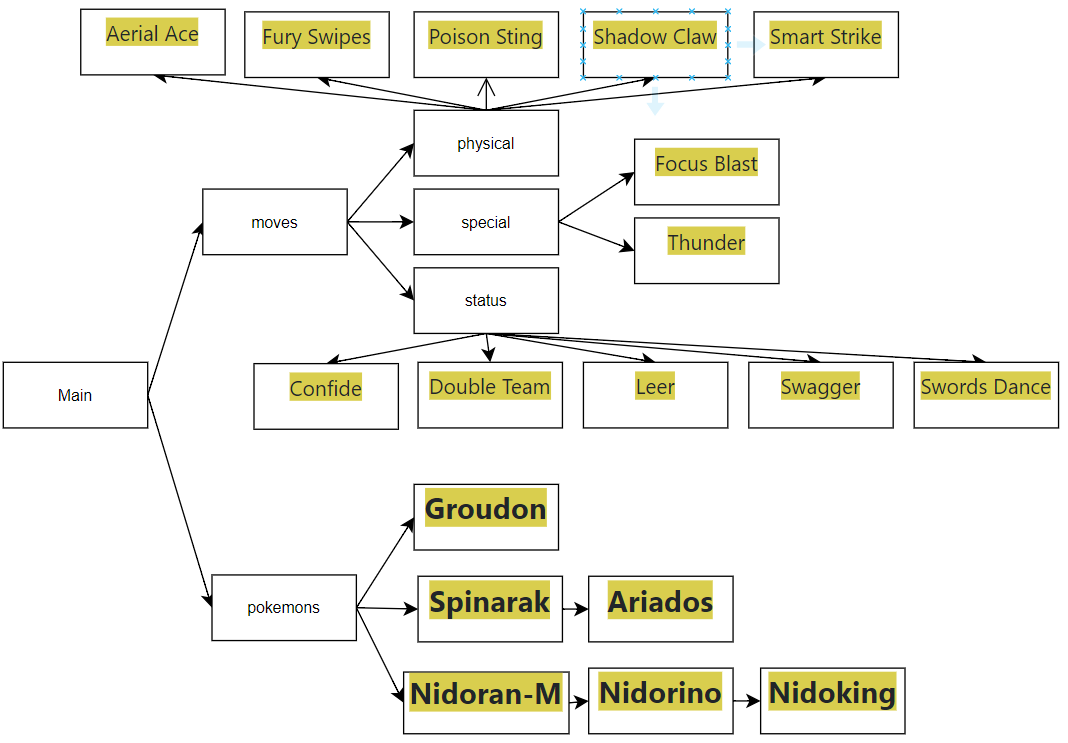 Aerial Ace
Fury Swipes
Poison Sting
Shadow Claw
Smart Strike
physical
Focus Blast
moves
special
Thunder
status
Main
Confide
Double Team
Leer
Swagger
Swords Dance
Groudon
pokemons
Spinarak
Ariados
Nidoran-M
Nidorino
Nidoking